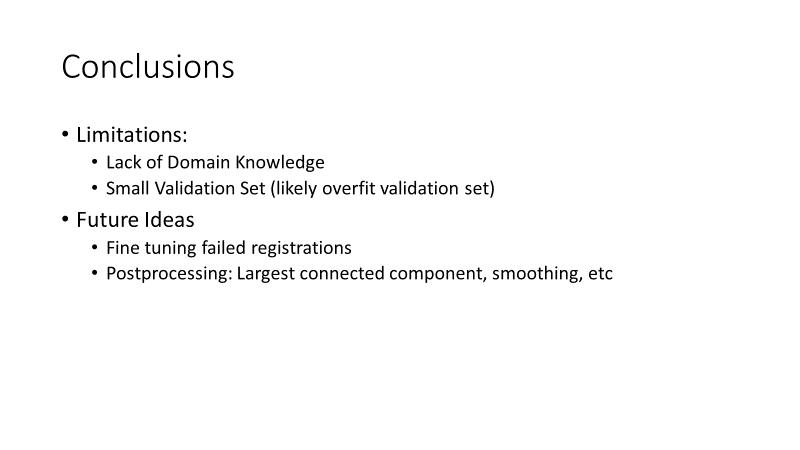 Conclusions
• Limitations:
• Lack of Domain Knowledge
• Small Validation Set (likely overfit validation set)
• Future Ideas
• Fine tuning failed registrations
• Postprocessing: Largest connected component, smoothing, etc